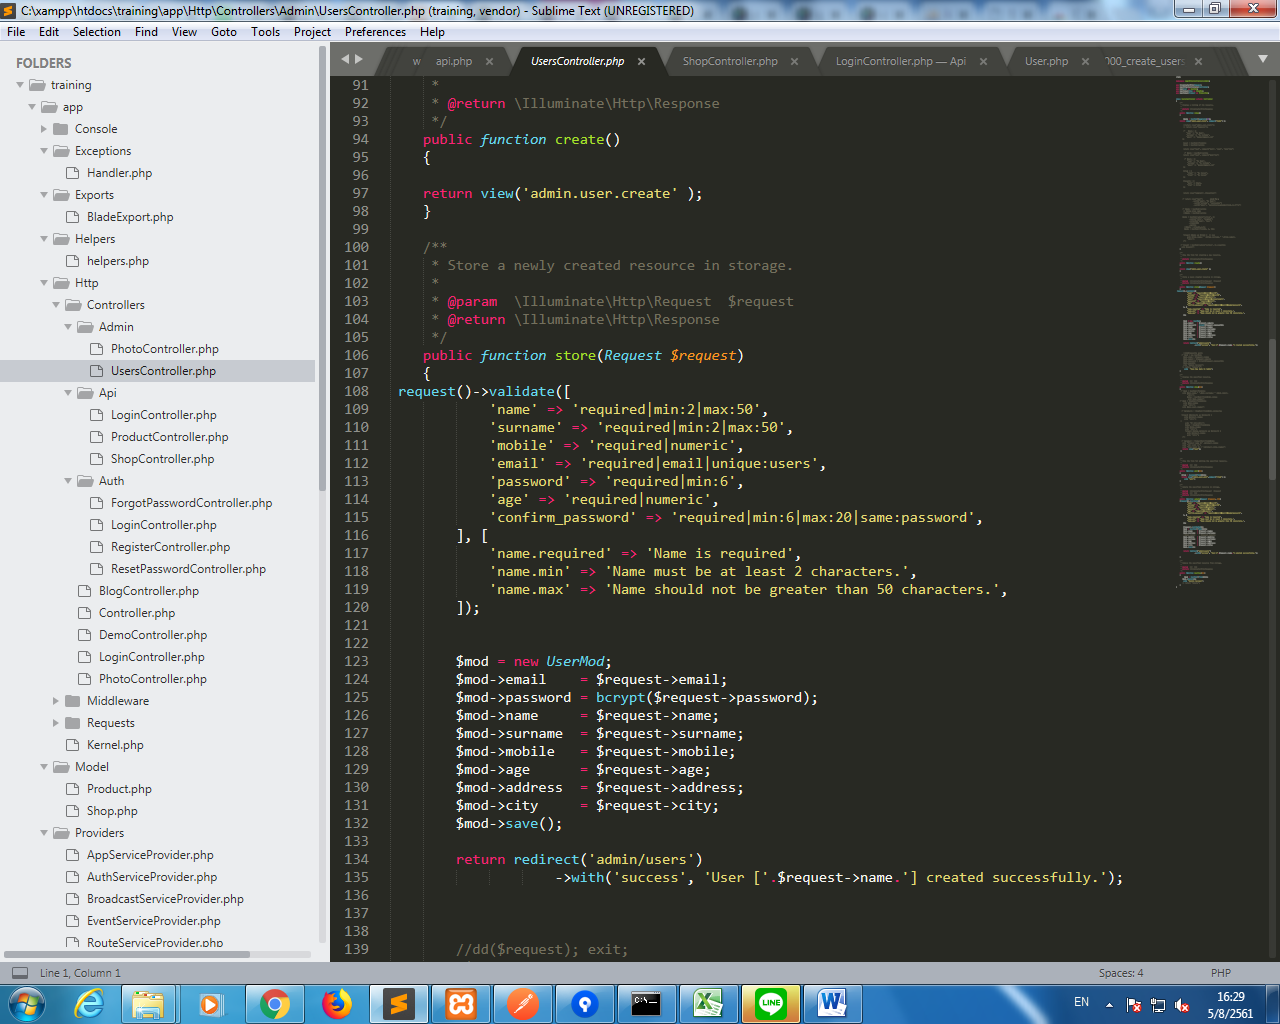 C:\xampp\htdocs\training\app\Http\Controllers\Admin\UsersController.php (training, vendor) - Sublime Text (UNREGISTERED)
File Edit Selection Find View Goto Tools Project Preferences Help
FOLDERS
training
app
Console
Exceptions
Handler.php
Exports
BladeExport.php
Helpers
helpers.php
Http
Controllers
Admin
PhotoController.php
UsersController.php
Api
LoginController.php
ProductController.php
ShopController.php
Auth
ForgotPasswordController.php
LoginController.php
RegisterController.php
ResetPasswordController.php
BlogController.php
Controller.php
DemoController.php
LoginController.php
PhotoController.php
Middleware
Requests
Kernel.php
Model
Product.php
Shop.php
Providers
AppServiceProvider.php
AuthServiceProvider.php
BroadcastServiceProvider.php
EventServiceProvider.php
RouteServiceProvider.php
w api.php UsersController.php ShopController.php LoginController.php — Api User.php 000_create_users
91 *
92 * @return \Illuminate\Http\Response
93 */
94 public function create()
95 {
96
97 return view('admin.user.create' );
98 }
99
100 /**
101 * Store a newly created resource in storage.
102 *
103 * @param  \Illuminate\Http\Request  $request
104 * @return \Illuminate\Http\Response
105 */
106 public function store(Request $request)
107 {
108 request()->validate([
109 'name' => 'required|min:2|max:50',
110 'surname' => 'required|min:2|max:50',
111 'mobile' => 'required|numeric',
112 'email' => 'required|email|unique:users',
113 'password' => 'required|min:6',
114 'age' => 'required|numeric',
115 'confirm_password' => 'required|min:6|max:20|same:password',
116 ], [
117 'name.required' => 'Name is required',
118 'name.min' => 'Name must be at least 2 characters.',
119 'name.max' => 'Name should not be greater than 50 characters.',
120 ]);
121
122
123 $mod = new UserMod;
124 $mod->email    = $request->email;
125 $mod->password = bcrypt($request->password);
126 $mod->name     = $request->name;
127 $mod->surname  = $request->surname;
128 $mod->mobile   = $request->mobile;
129 $mod->age      = $request->age;
130 $mod->address  = $request->address;
131 $mod->city     = $request->city;
132 $mod->save();
133
134 return redirect('admin/users')
135 ->with('success', 'User ['.$request->name.'] created successfully.');
136
137
138
139 //dd($request); exit;
Line 1, Column 1 Spaces: 4 PHP
EN 16:29
5/8/2561